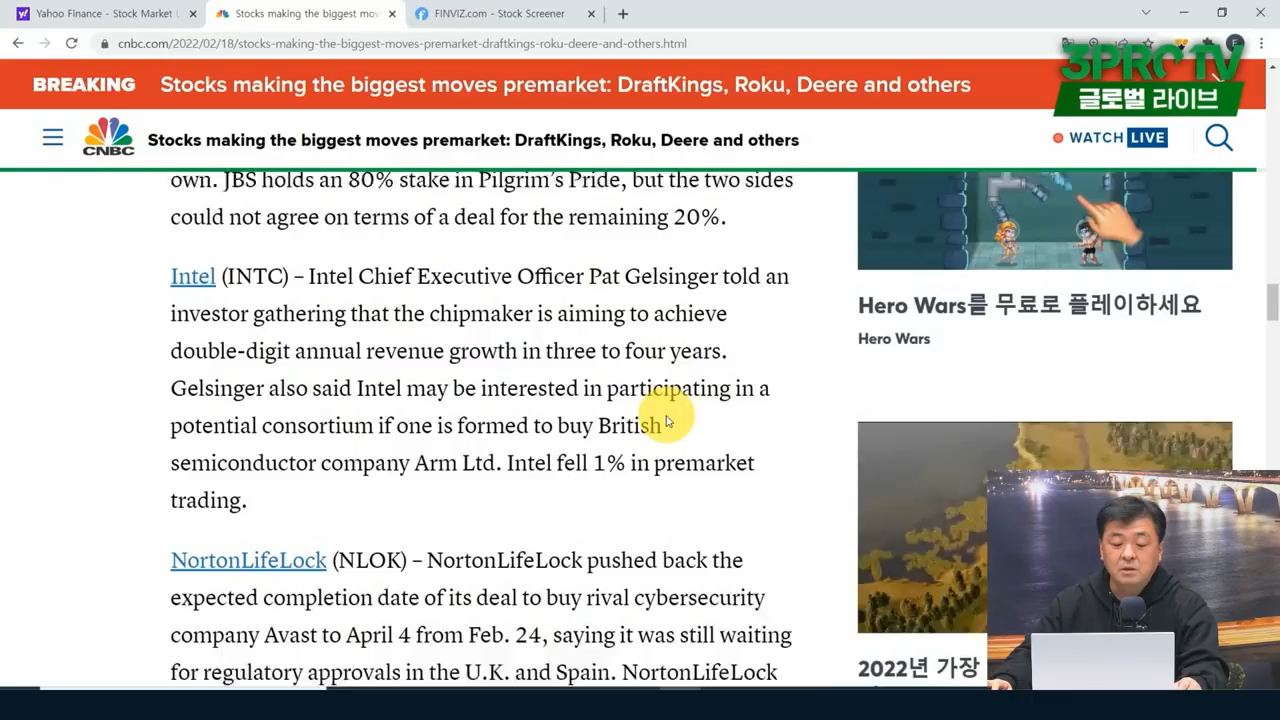 Yahoo Finance - Stock Market L
Stocks making the biggest mov
FINVIZ.com - Stock Screener
cnbc.com/2022/02/18/stocks-making-the-biggest-moves-premarket-draftkings-roku-deere-and-others.html
3PROTV
글로벌 라이브
BREAKING Stocks making the biggest moves premarket: DraftKings, Roku, Deere and others
CNBC
Stocks making the biggest moves premarket: DraftKings, Roku, Deere and others
WATCH LIVE
own. JBS holds an 80% stake in Pilgrim's Pride, but the two sides
could not agree on terms of a deal for the remaining 20%.
Intel (INTC) – Intel Chief Executive Officer Pat Gelsinger told an
investor gathering that the chipmaker is aiming to achieve
double-digit annual revenue growth in three to four years.
Gelsinger also said Intel may be interested in participating in a
potential consortium if one is formed to buy British
semiconductor company Arm Ltd. Intel fell 1% in premarket
trading.
NortonLifeLock (NLOK) – NortonLifeLock pushed back the
expected completion date of its deal to buy rival cybersecurity
company Avast to April 4 from Feb. 24, saying it was still waiting
for regulatory approvals in the U.K. and Spain. NortonLifeLock
Hero Wars를 무료로 플레이하세요
Hero Wars
2022년 가장